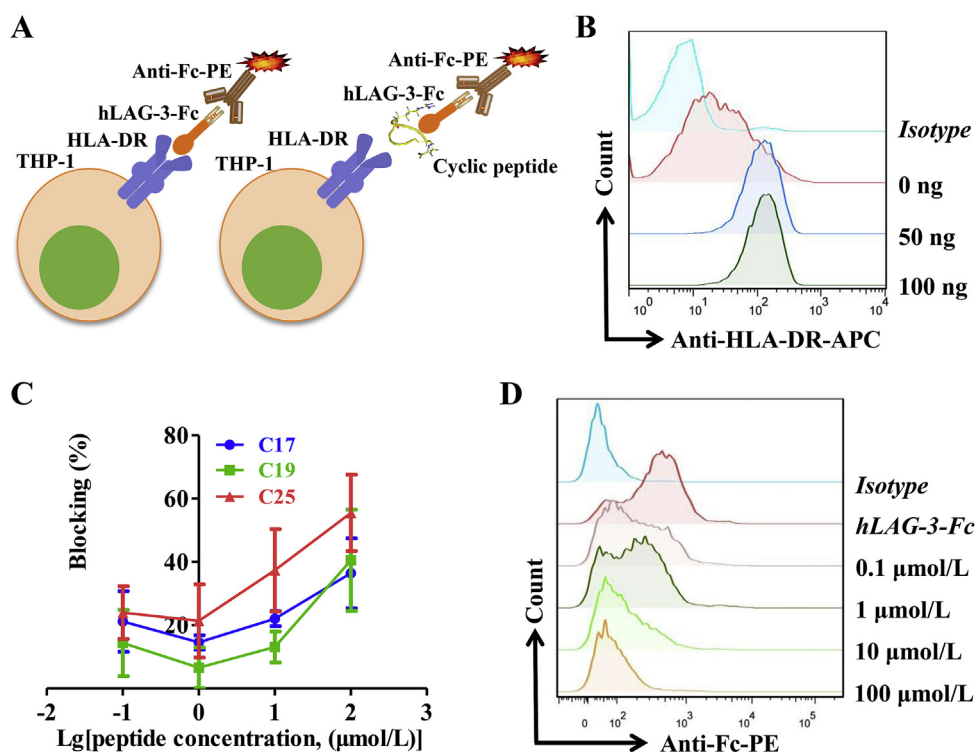 A
Anti-Fc-PE
hLAG-3-Fc
HLA-DR
THP-1
Anti-Fc-PE
hLAG-3-Fc
HLA-DR
THP-1
Cyclic peptide
B
Count
Isotype
0 ng
50 ng
100 ng
10^0 10^1 10^2 10^3 10^4
Anti-HLA-DR-APC
C
Blocking (%)
80
60
40
20
C17
C19
C25
-2 -1 0 1 2 3
Lg[peptide concentration, (μmol/L)]
D
Count
Isotype
hLAG-3-Fc
0.1 μmol/L
1 μmol/L
10 μmol/L
100 μmol/L
0 10^2 10^3 10^4 10^5
Anti-Fc-PE